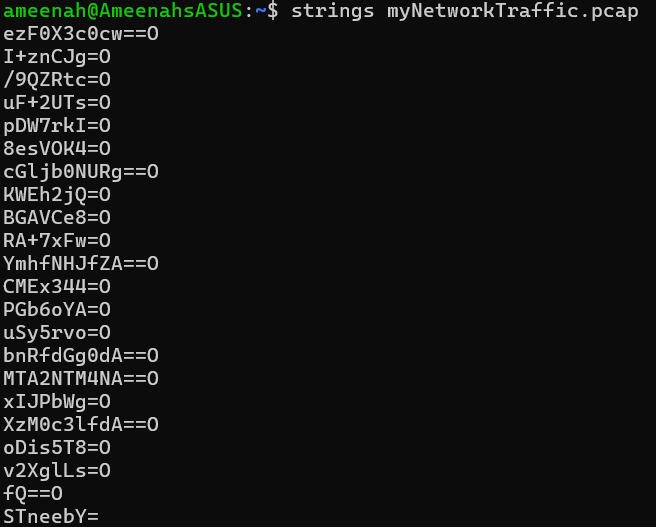 ameenah@AmeenahsASUS:~$ strings myNetworkTraffic.pcap
ezF0X3c0cw==O
I+znCJg=O
/9QZRtc=O
uF+2UTs=O
pDW7rkI=O
8esVOK4=O
cGljb0NURg==O
KWEh2jQ=O
BGAVCe8=O
RA+7xFw=O
YmhfNHJfZA==O
CMEx344=O
PGb6oYA=O
uSy5rvo=O
bnRfdGg0dA==O
MTA2NTM4NA==O
xIJPbWg=O
XzM0c3lfdA==O
oDis5T8=O
v2XglLs=O
fQ==O
STneebY=